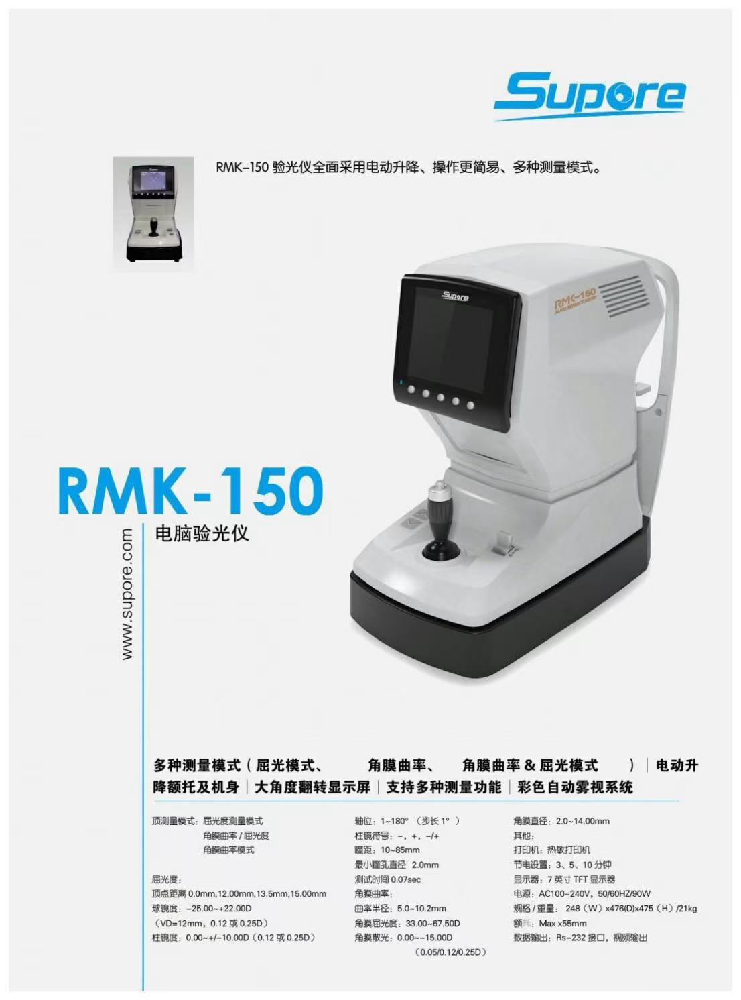 Supore
RMK-150 验光仪全面采用电动升降、操作更简易、多种测量模式。
Supore
Supore
RMK-150
AUTO REFRACTOMETER
RMK-150
电脑验光仪
www.supore.com
多种测量模式（屈光模式、 角膜曲率、 角膜曲率 & 屈光模式 ）｜电动升
降额托及机身｜大角度翻转显示屏｜支持多种测量功能｜彩色自动雾视系统
顶测量模式：屈光度测量模式
角膜曲率 / 屈光度
角膜曲率模式
屈光度：
顶点距离 0.0mm,12.00mm,13.5mm,15.00mm
球镜度：-25.00~+22.00D
（VD=12mm，0.12 或 0.25D）
柱镜度：0.00~+/-10.00D（0.12 或 0.25D）
轴位：1~180°（步长 1°）
柱镜符号：-，+，-/+
瞳距：10~85mm
最小瞳孔直径 2.0mm
测试时间 0.07sec
角膜曲率：
曲率半径：5.0~10.2mm
角膜屈光度：33.00~67.50D
角膜散光：0.00~-15.00D
（0.05/0.12/0.25D）
角膜直径：2.0~14.00mm
其他：
打印机：热敏打印机
节电设置：3、5、10 分钟
显示器：7 英寸 TFT 显示器
电源：AC100~240V，50/60HZ/90W
规格 / 重量： 248（W）x476(D)x475（H）/21kg
额托：Max x55mm
数据输出：Rs-232 接口，视频输出